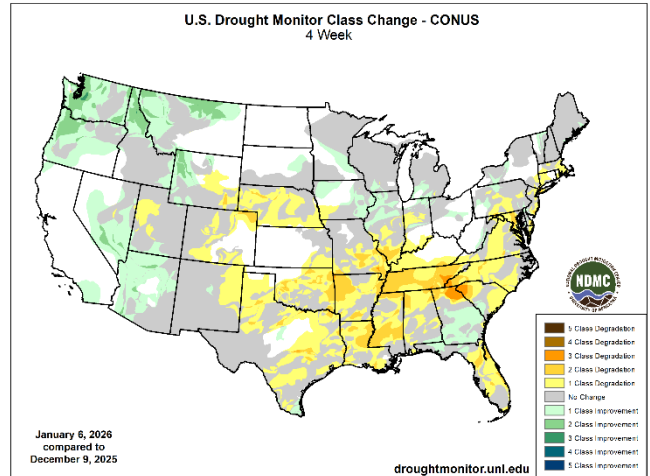 U.S. Drought Monitor Class Change - CONUS
4 Week
NDMC
5 Class Degradation
4 Class Degradation
3 Class Degradation
2 Class Degradation
1 Class Degradation
No Change
1 Class Improvement
2 Class Improvement
3 Class Improvement
4 Class Improvement
5 Class Improvement
January 6, 2026
compared to
December 9, 2025
droughtmonitor.unl.edu